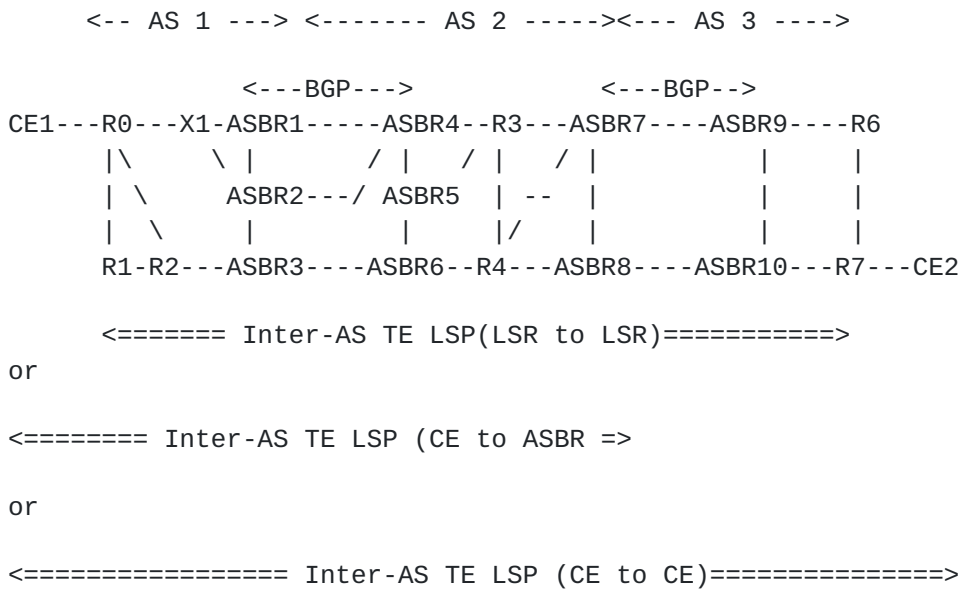 <-- AS 1 ---> <------- AS 2 -----><--- AS 3 ---->

               <---BGP--->            <---BGP-->
CE1---R0---X1-ASBR1-----ASBR4--R3---ASBR7----ASBR9----R6
      |\     \ |       / |   / |   / |          |     |
      | \     ASBR2---/ ASBR5  | --  |          |     |
      |  \     |         |     |/    |          |     |
      R1-R2---ASBR3----ASBR6--R4---ASBR8----ASBR10---R7---CE2

      <======= Inter-AS TE LSP(LSR to LSR)===========>
or

<======== Inter-AS TE LSP (CE to ASBR =>

or

<================= Inter-AS TE LSP (CE to CE)===============>